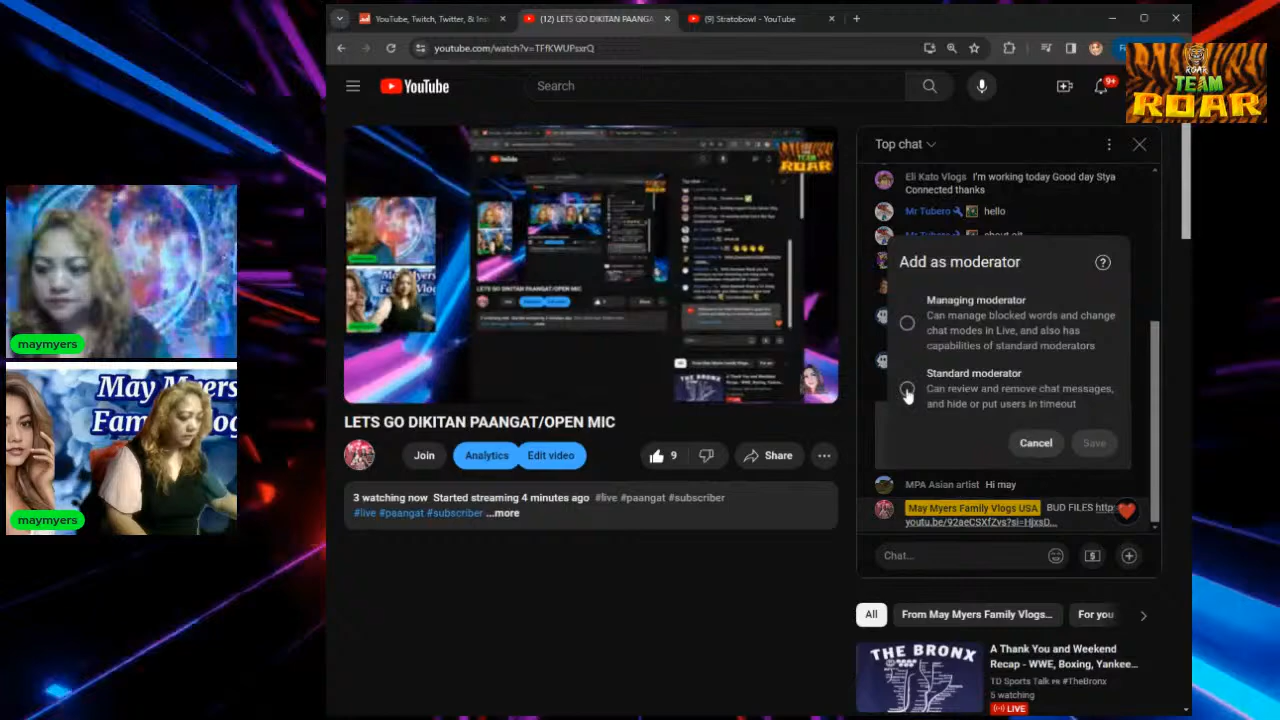 YouTube, Twitch, Twitter, & Ins
(12) LETS GO DIKITAN PAANGA
(9) Stratobowl - YouTube
youtube.com/watch?v=TFfKWUPsxrQ
ROAR
TEAM
ROAR
YouTube
Search
9+
Top chat
Eli Kato Vlogs I'm working today Good day Stya
Connected thanks
Mr Tubero hello
Mr Tubero
Add as moderator
Managing moderator
Can manage blocked words and change
chat modes in Live, and also has
capabilities of standard moderators
Standard moderator
Can review and remove chat messages,
and hide or put users in timeout
Cancel
Save
MPA Asian artist Hi may
May Myers Family Vlogs USA BUD FILES http
Chat...
maymyers
May Myers
maymyers
LETS GO DIKITAN PAANGAT/OPEN MIC
Join
Analytics
Edit video
9
Share
3 watching now Started streaming 4 minutes ago #live #paangat #subscriber
#live #paangat #subscriber ...more
All
From May Myers Family Vlogs...
For you
THE BRONX
A Thank You and Weekend
Recap - WWE, Boxing, Yankee...
TD Sports Talk PR #TheBronx
5 watching
LIVE